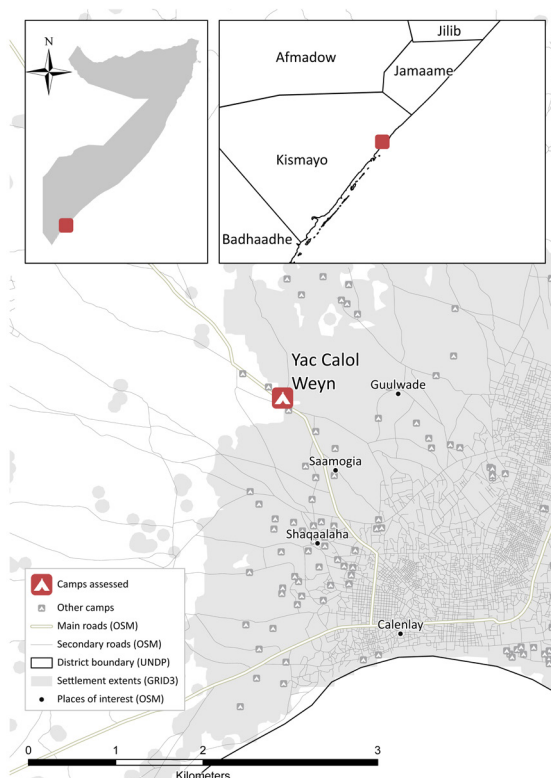 N
Afmadow
Jilib
Jamaame
Kismayo
Badhaadhe
Yac Calol
Weyn
Guulwade
Saamogia
Shaqaalaha
Calenlay
Camps assessed
Other camps
Main roads (OSM)
Secondary roads (OSM)
District boundary (UNDP)
Settlement extents (GRID3)
Places of interest (OSM)
0 1 2 3
Kilometers